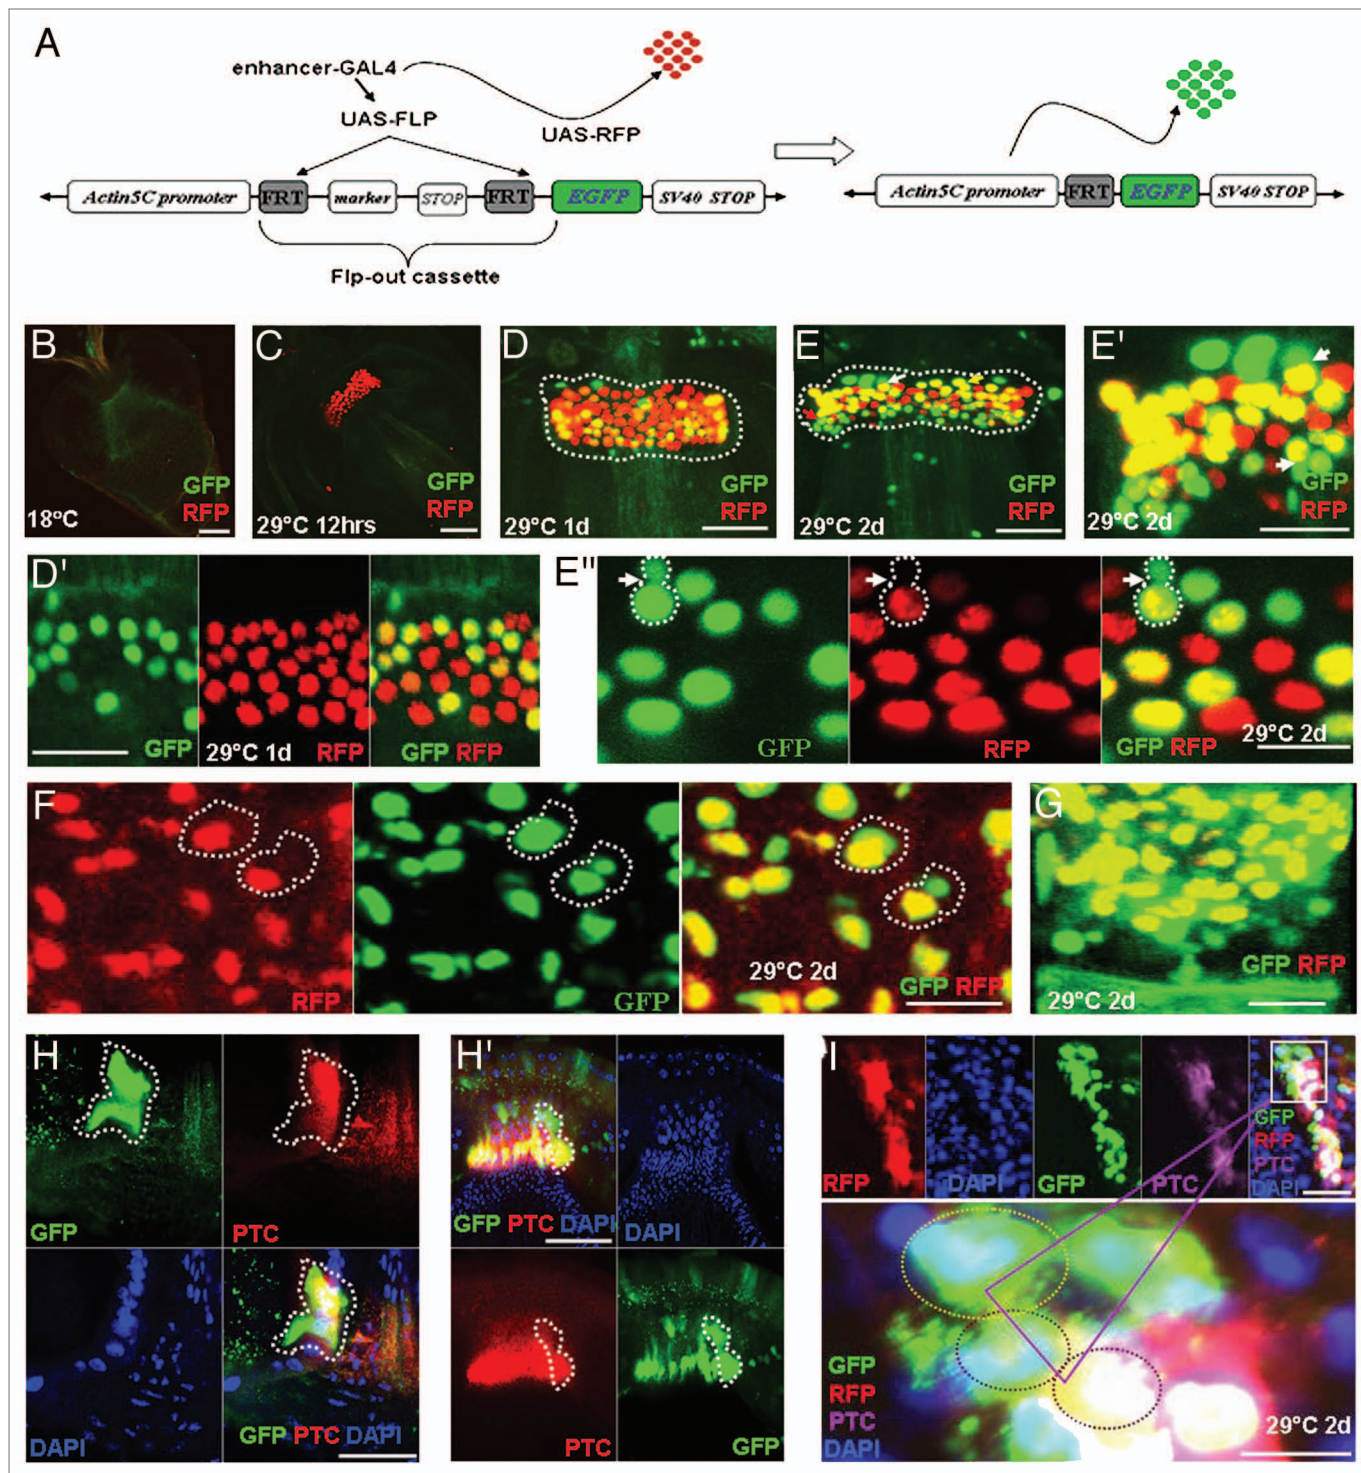 A
enhancer-GAL4
UAS-FLP
UAS-RFP
Actin5C promoter FRT marker STOP FRT EGFP SV40 STOP
Actin5C promoter FRT EGFP SV40 STOP
Flp-out cassette
B
GFP
18°C RFP
C
GFP
29°C 12hrs RFP
D
GFP
29°C 1d RFP
E
GFP
29°C 2d RFP
E'
GFP
29°C 2d RFP
D'
GFP
29°C 1d RFP
GFP RFP
E"
GFP
RFP
GFP RFP 29°C 2d
F
RFP
GFP
29°C 2d
GFP RFP
G
GFP RFP
29°C 2d
H
GFP
PTC
DAPI
GFP PTC DAPI
H'
GFP PTC DAPI
DAPI
PTC
GFP
I
RFP
DAPI
GFP
PTC
GFP
RFP
PTC
DAPI
GFP
RFP
PTC
DAPI
29°C 2d